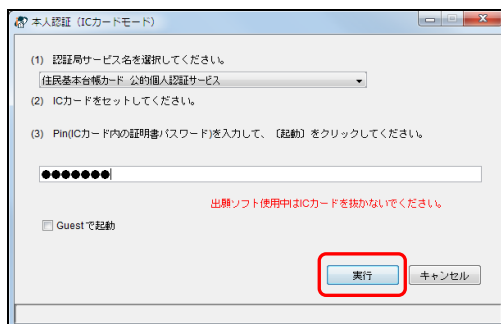 本人認証（ICカードモード）
(1) 認証局サービス名を選択してください。
住民基本台帳カード 公的個人認証サービス
(2) ICカードをセットしてください。
(3) Pin(ICカード内の証明書パスワード)を入力して、〔起動〕をクリックしてください。
●●●●●●●
出願ソフト使用中はICカードを抜かないでください。
Guestで起動
実行 キャンセル